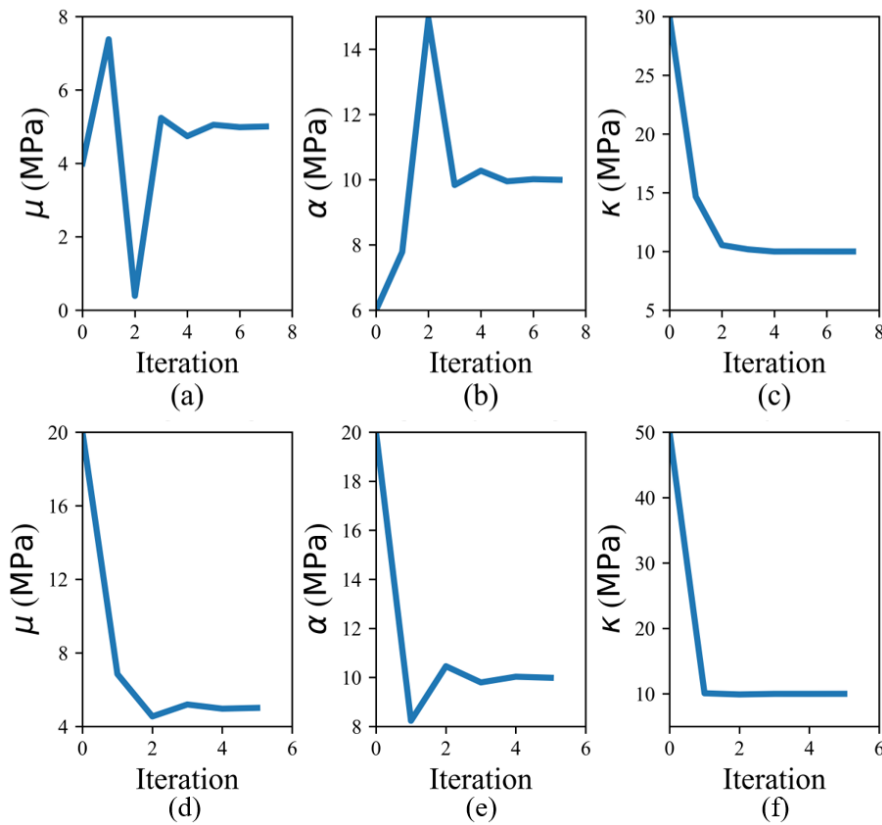 μ (MPa)
8
6
4
2
0
0 2 4 6 8
Iteration
(a)
α (MPa)
14
12
10
8
6
0 2 4 6 8
Iteration
(b)
κ (MPa)
30
25
20
15
10
5
0 2 4 6 8
Iteration
(c)
μ (MPa)
20
16
12
8
4
0 2 4 6
Iteration
(d)
α (MPa)
20
18
16
14
12
10
8
0 2 4 6
Iteration
(e)
κ (MPa)
50
40
30
20
10
0 2 4 6
Iteration
(f)